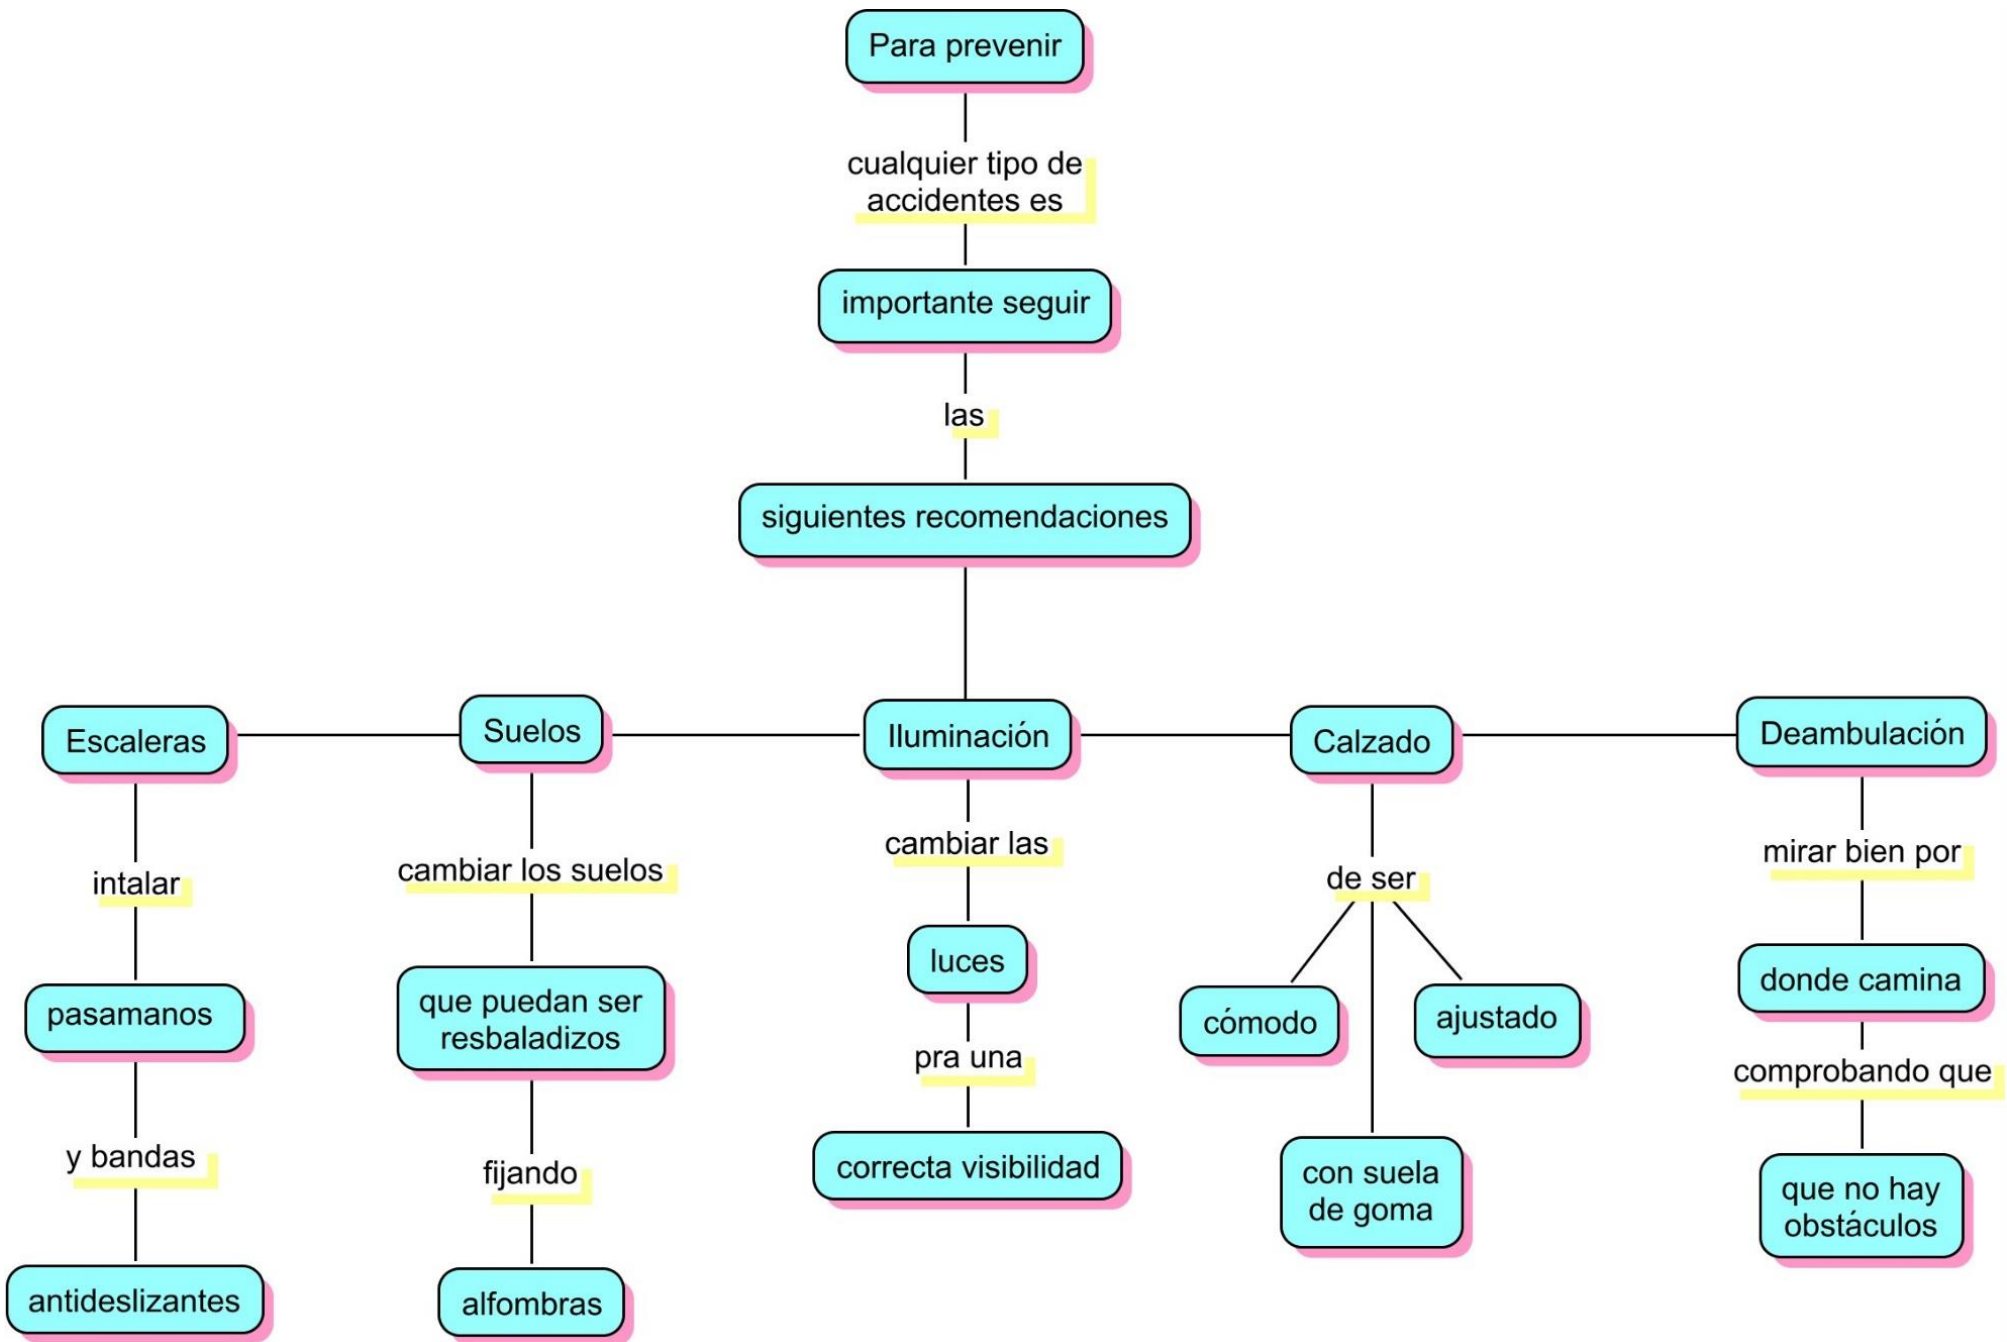 Para prevenir
cualquier tipo de
accidentes es
importante seguir
las
siguientes recomendaciones
Escaleras
intalar
pasamanos
y bandas
antideslizantes
Suelos
cambiar los suelos
que puedan ser
resbaladizos
fijando
alfombras
Iluminación
cambiar las
luces
pra una
correcta visibilidad
Calzado
de ser
cómodo
con suela
de goma
ajustado
Deambulación
mirar bien por
donde camina
comprobando que
que no hay
obstáculos